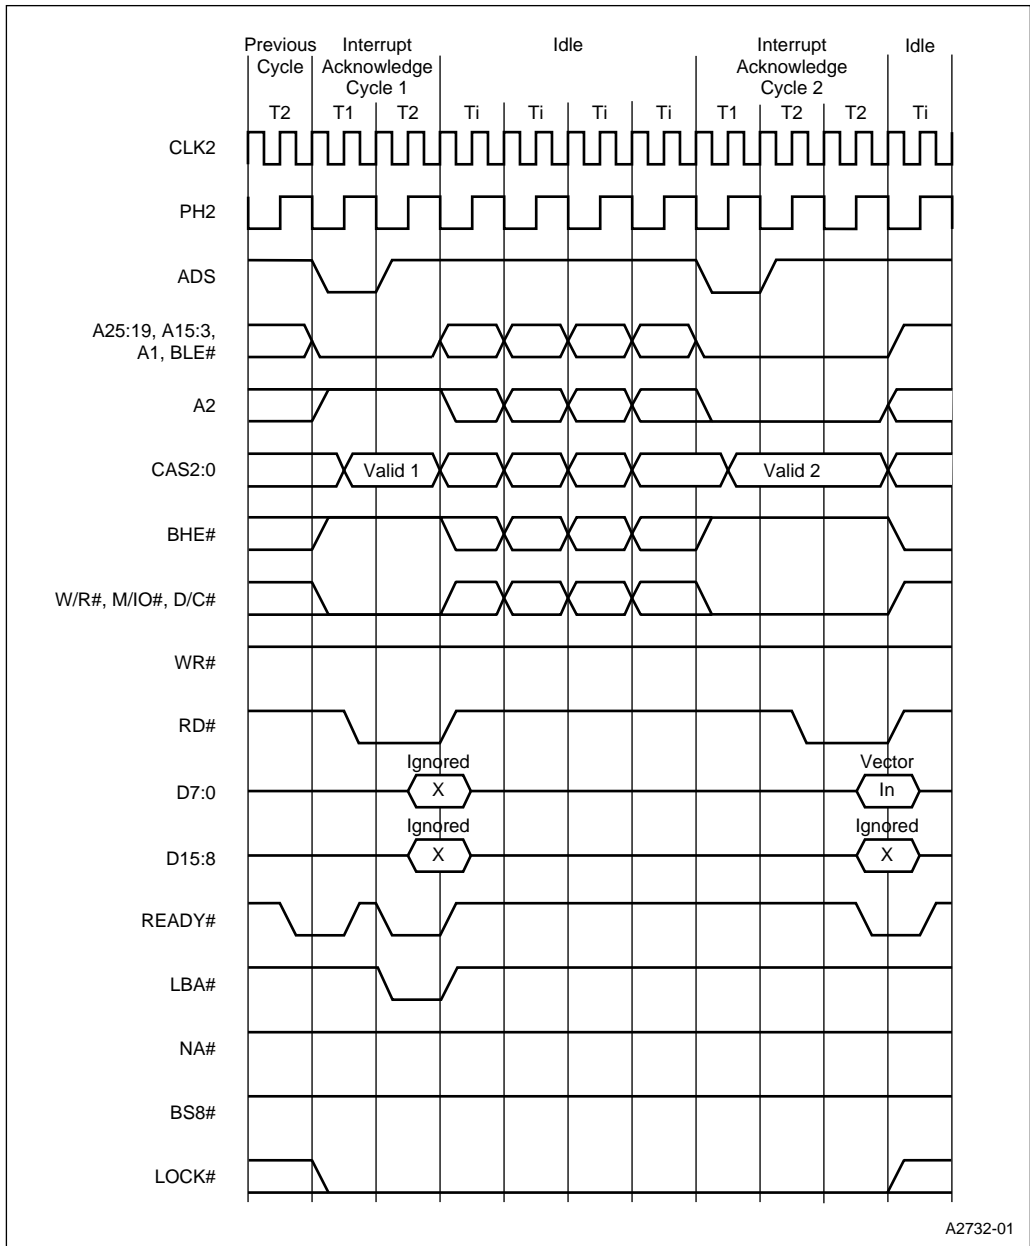 Previous Interrupt Idle Interrupt Idle
Cycle Acknowledge Acknowledge
Cycle 1 Cycle 2
T2 T1 T2 Ti Ti Ti Ti T1 T2 T2 Ti
CLK2
PH2
ADS
A25:19, A15:3,
A1, BLE#
A2
CAS2:0 Valid 1 Valid 2
BHE#
W/R#, M/IO#, D/C#
WR#
RD#
Ignored Vector
D7:0 X In
Ignored Ignored
D15:8 X X
READY#
LBA#
NA#
BS8#
LOCK#
A2732-01